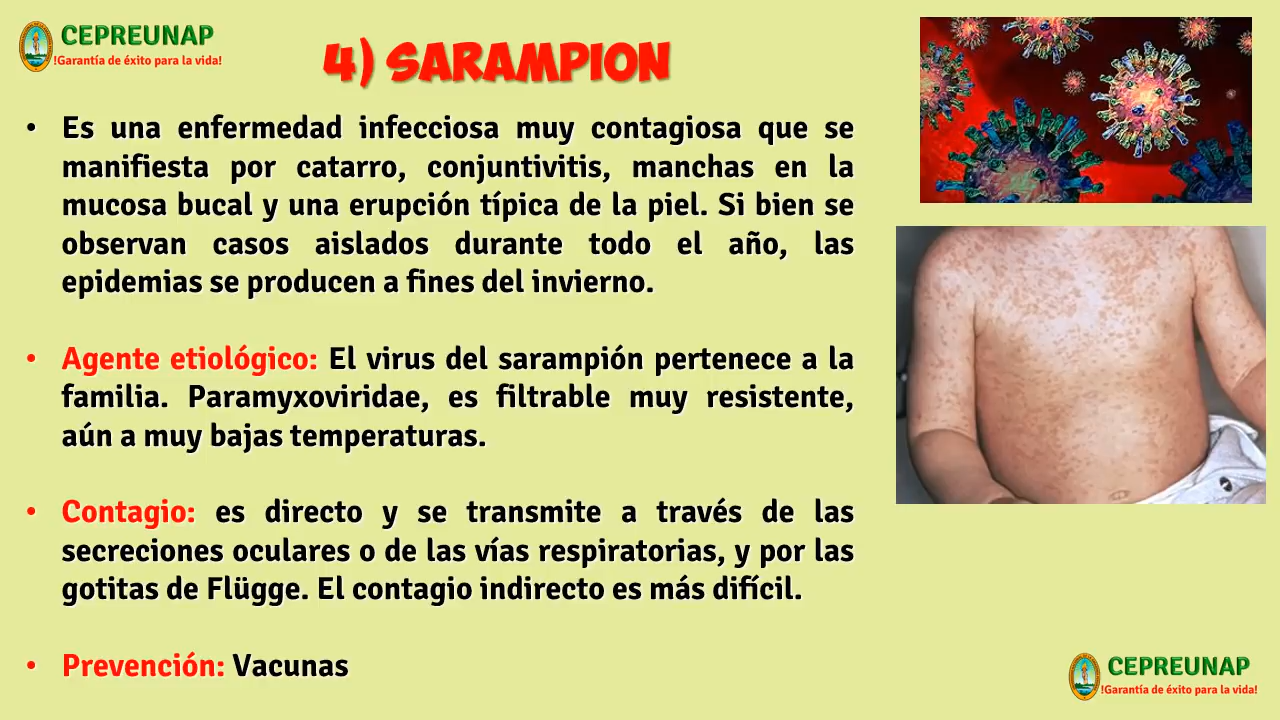 CEPREUNAP
!Garantía de éxito para la vida!
4) SARAMPION
• Es una enfermedad infecciosa muy contagiosa que se
manifiesta por catarro, conjuntivitis, manchas en la
mucosa bucal y una erupción típica de la piel. Si bien se
observan casos aislados durante todo el año, las
epidemias se producen a fines del invierno.
• Agente etiológico: El virus del sarampión pertenece a la
familia. Paramyxoviridae, es filtrable muy resistente,
aún a muy bajas temperaturas.
• Contagio: es directo y se transmite a través de las
secreciones oculares o de las vías respiratorias, y por las
gotitas de Flügge. El contagio indirecto es más difícil.
• Prevención: Vacunas
CEPREUNAP
!Garantía de éxito para la vida!